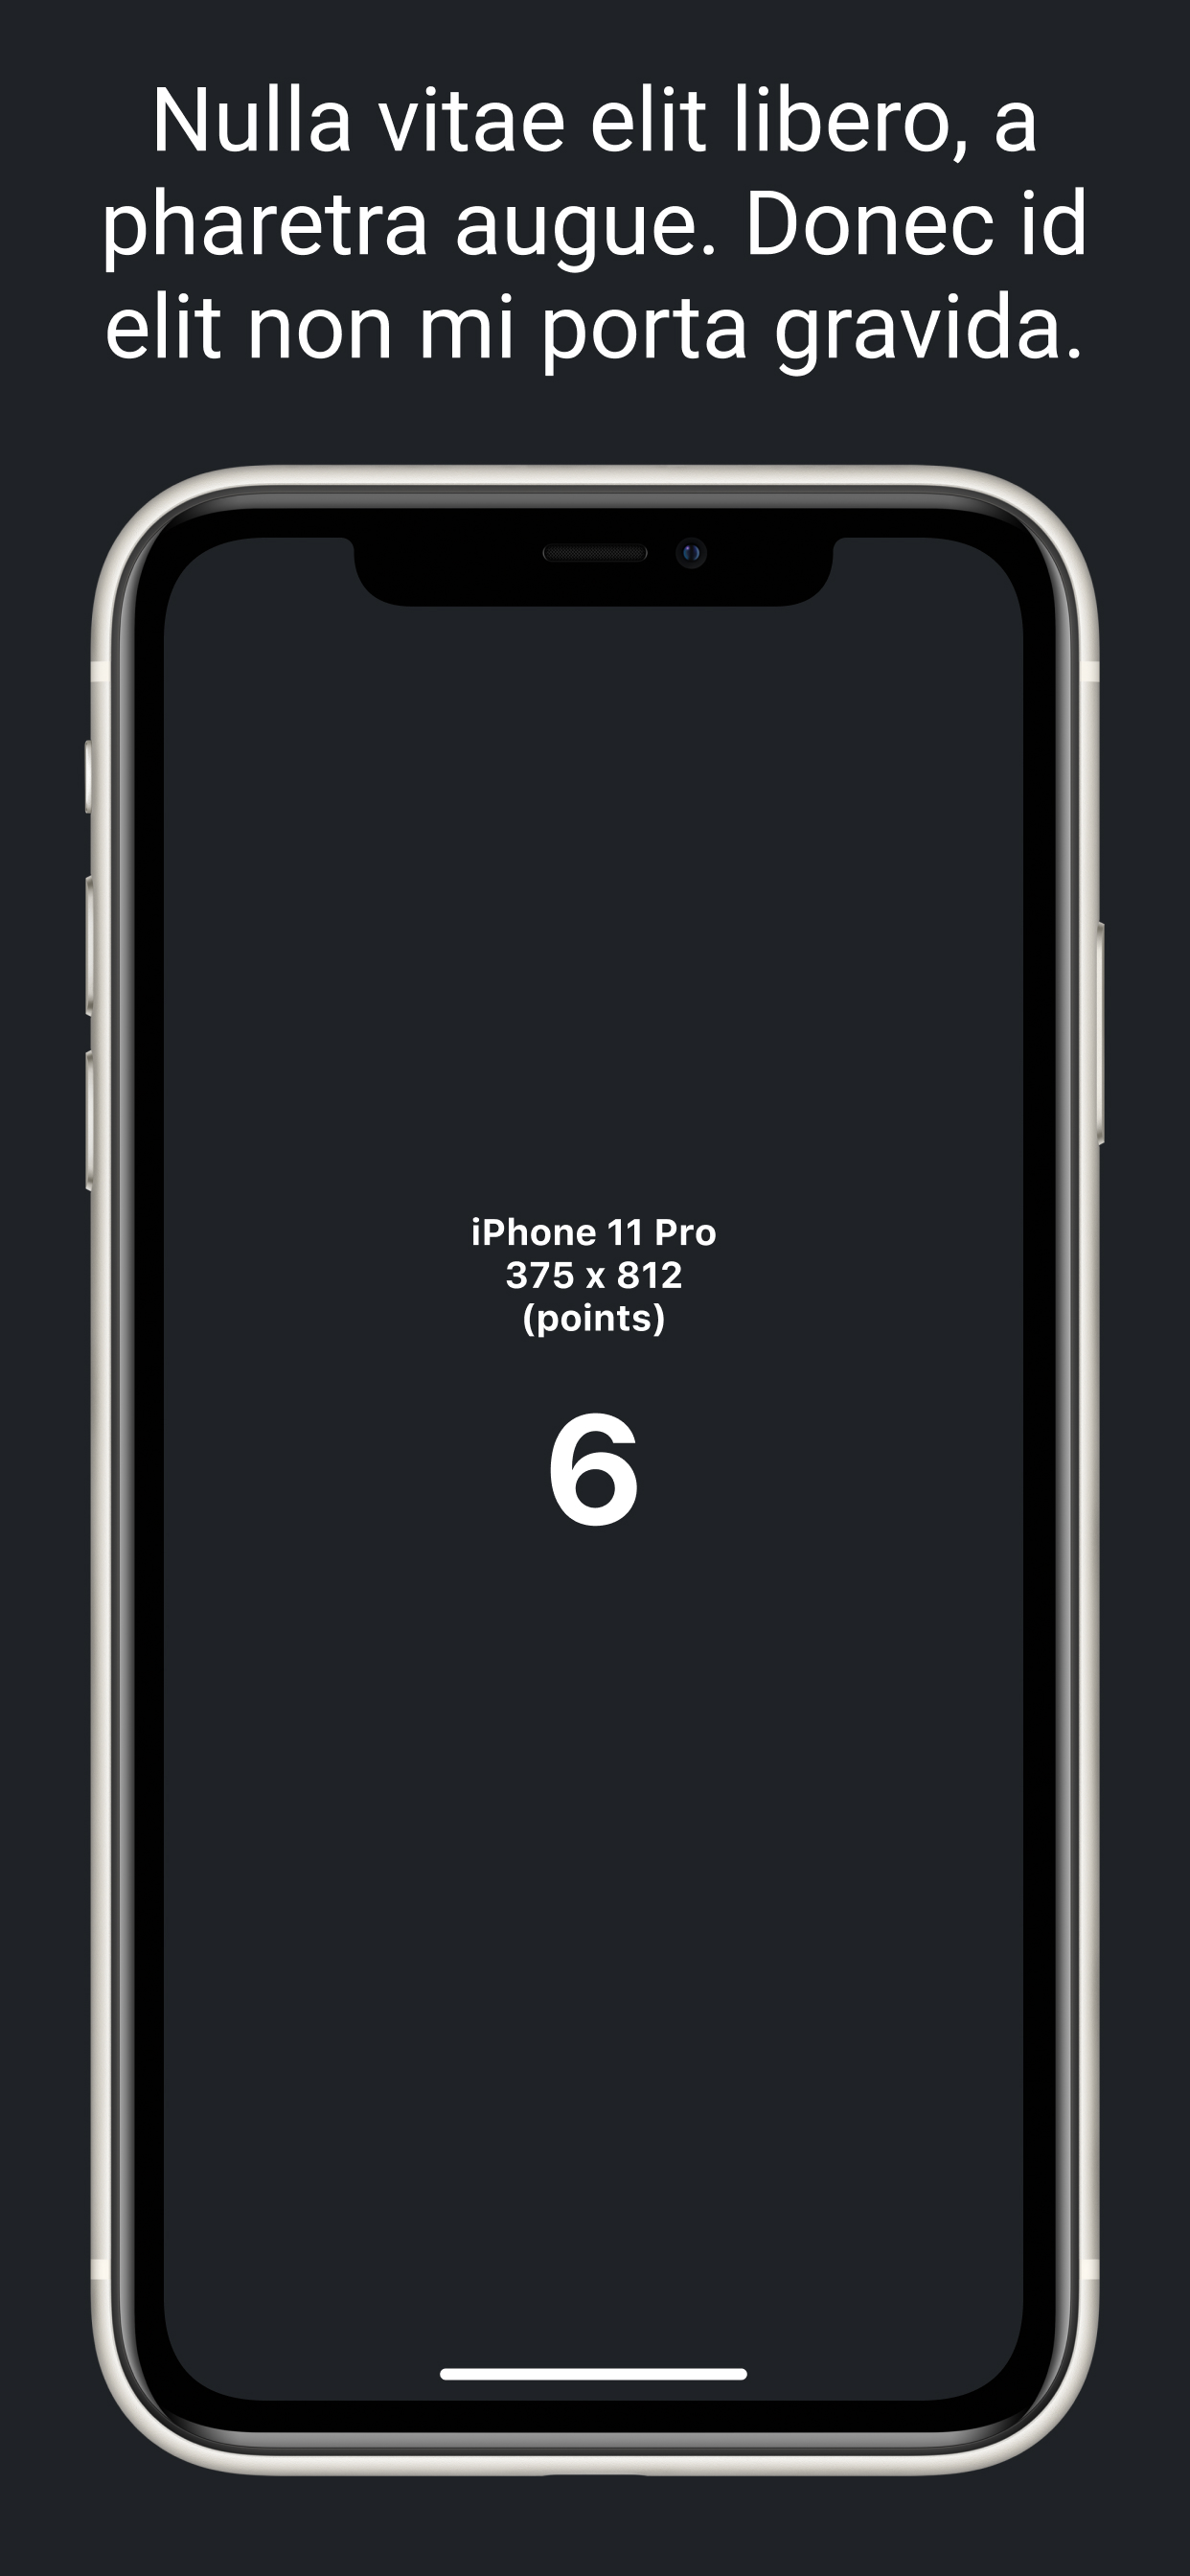 Nulla vitae elit libero, a
pharetra augue. Donec id
elit non mi porta gravida.
iPhone 11 Pro
375 x 812
(points)
6